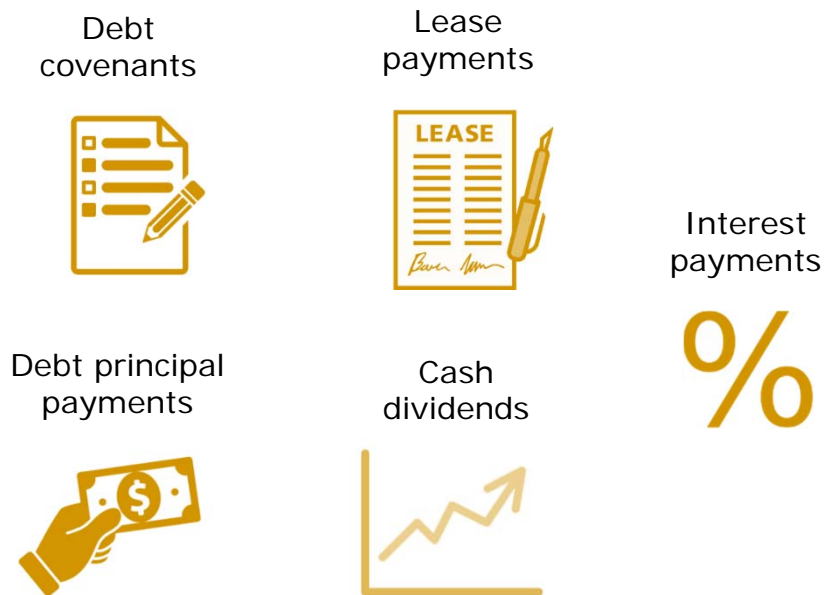 Debt
covenants
Lease
payments
LEASE
Interest
payments
%
Debt principal
payments
$
Cash
dividends